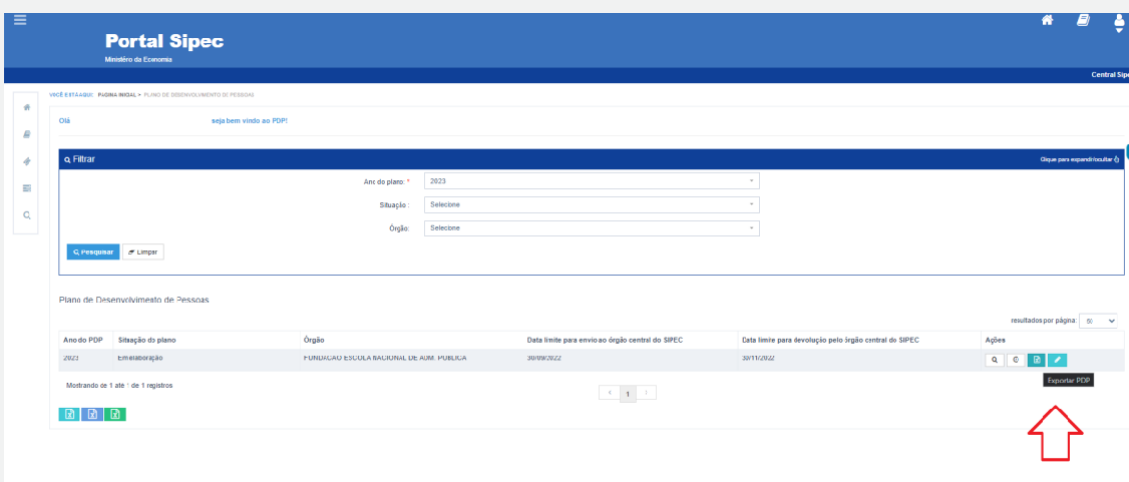 Portal Sipec
Ministério da Economia
Central Sipe
VOCÊ ESTÁ AQUI: PÁGINA INICIAL > PLANO DE DESENVOLVIMENTO DE PESSOAS
Olá seja bem vindo ao PDP!
Filtrar Clique para expandir/ocultar
Ano do plano: * 2023
Situação : Selecione
Órgão: Selecione
Pesquisar Limpar
Plano de Desenvolvimento de Pessoas
resultados por página:
Ano do PDP Situação do plano Órgão Data limite para envio ao órgão central do SIPEC Data limite para devolução pelo órgão central do SIPEC Ações
2023 Em elaboração FUNDACAO ESCOLA NACIONAL DE ADM. PUBLICA 30/09/2022 30/11/2022
Exportar PDP
Mostrando de 1 até 1 de 1 registros
< 1 >